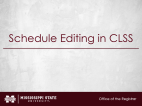 Schedule Editing in CLSS
MISSISSIPPI STATE
UNIVERSITY
Office of the Registrar